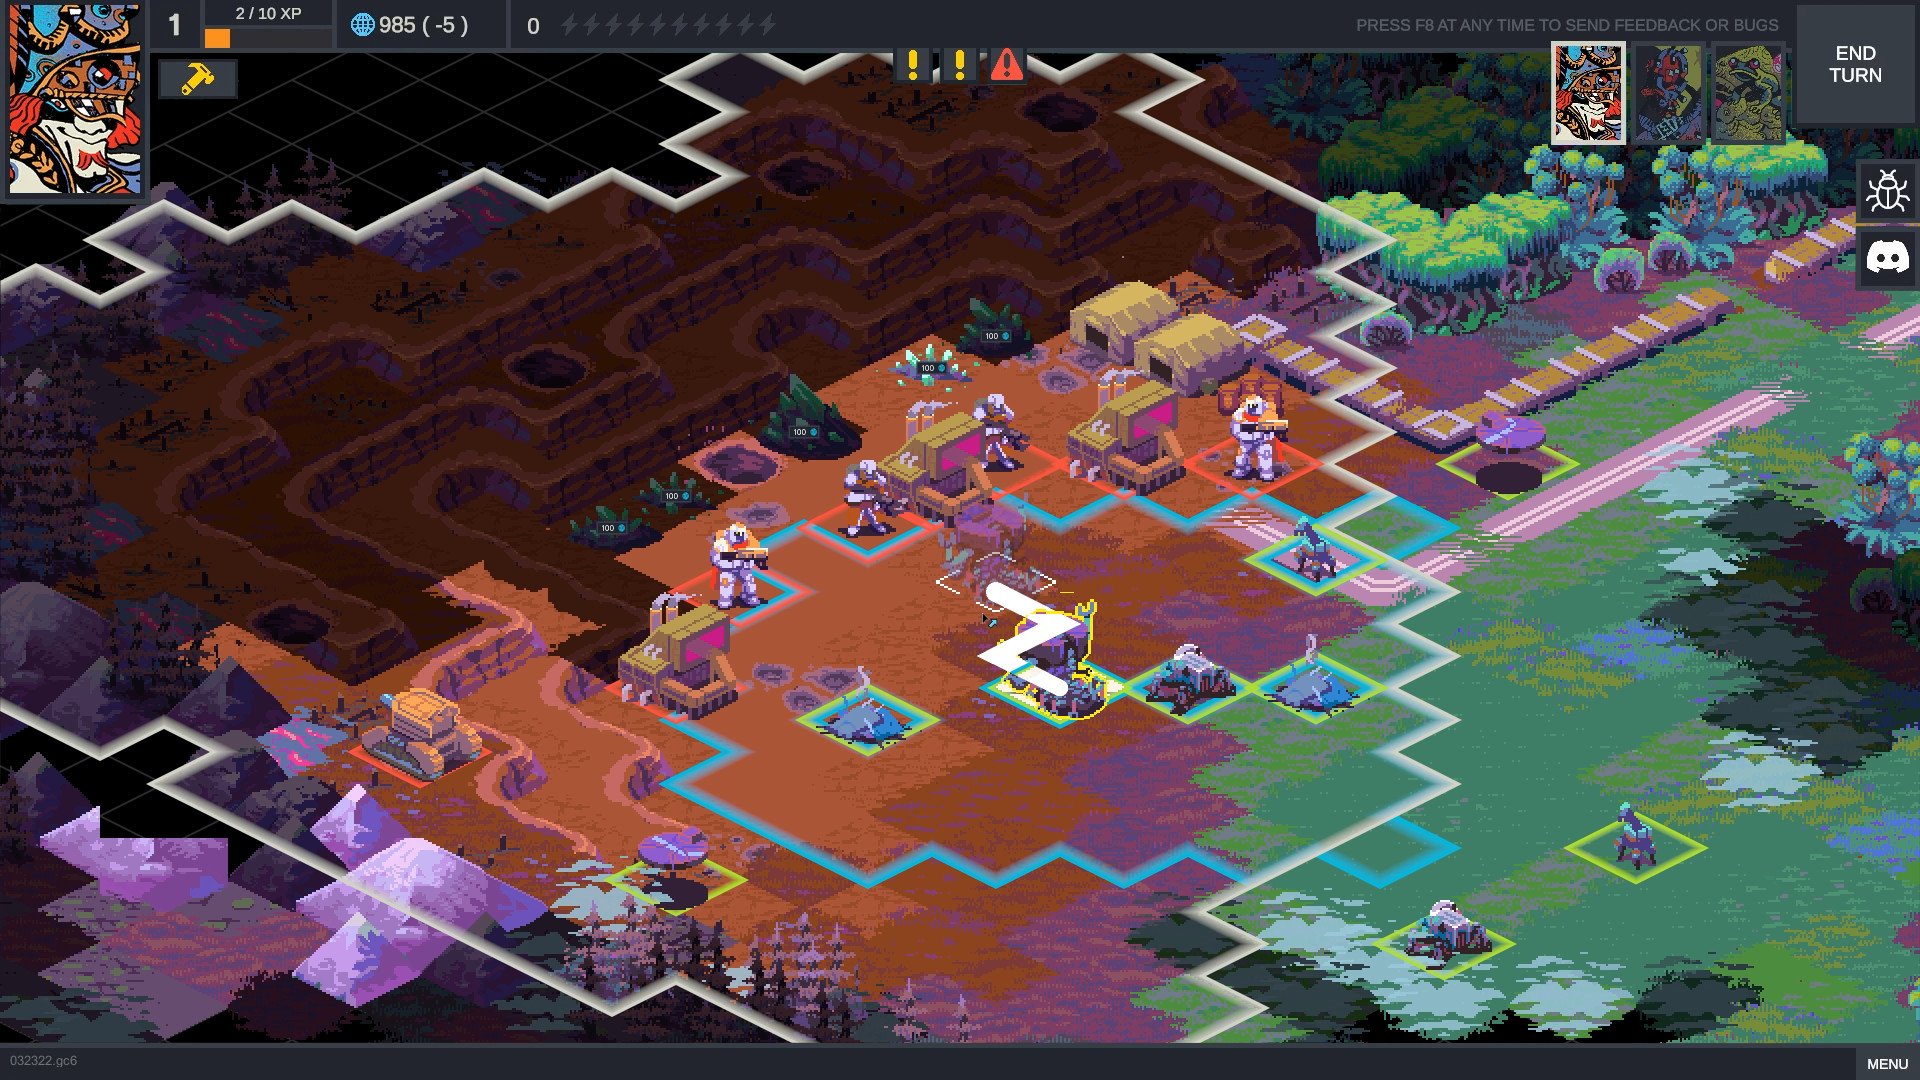 1
2 / 10 XP
985 ( -5 )
0
PRESS F8 AT ANY TIME TO SEND FEEDBACK OR BUGS
END
TURN
100
100
100
100
100
032322.gc6
MENU